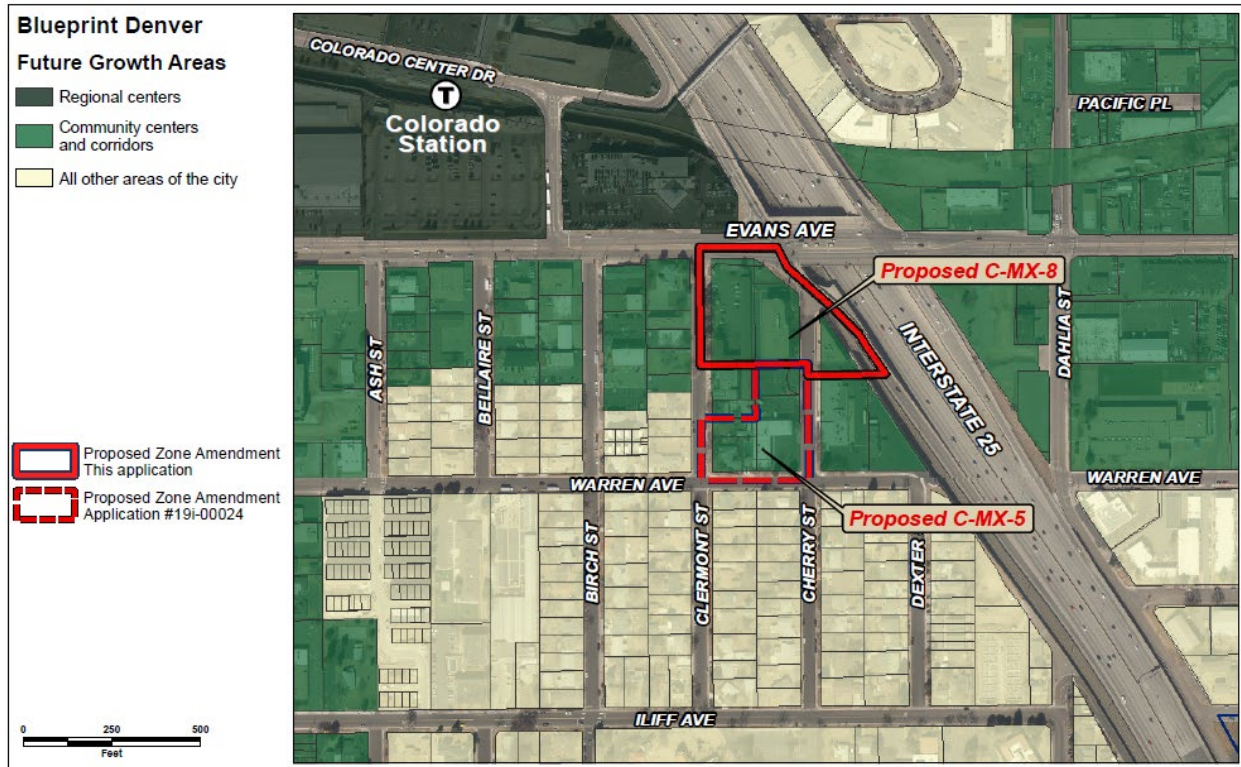 Blueprint Denver
Future Growth Areas
Regional centers
Community centers
and corridors
All other areas of the city
Proposed Zone Amendment
This application
Proposed Zone Amendment
Application #19i-00024
0 250 500
Feet
COLORADO CENTER DR
T
Colorado
Station
PACIFIC PL
EVANS AVE
Proposed C-MX-8
INTERSTATE 25
ASH ST
BELLAIRE ST
DAHLIA ST
WARREN AVE
WARREN AVE
Proposed C-MX-5
BIRCH ST
CLERMONT ST
CHERRY ST
DEXTER
ILIFF AVE